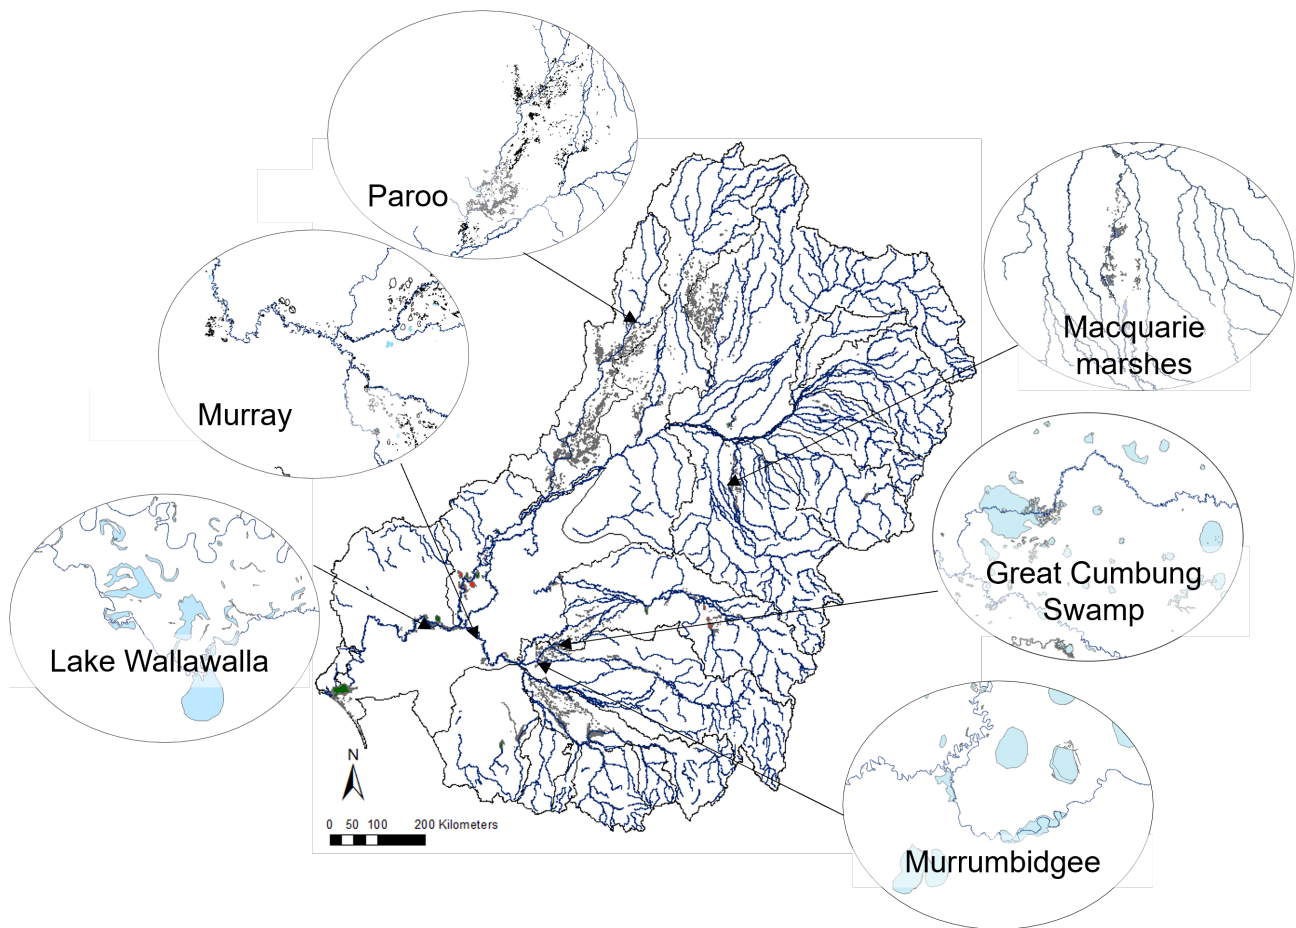 Paroo
Macquarie
marshes
Murray
Great Cumbung
Swamp
Lake Wallawalla
N
0 50 100 200 Kilometers
Murrumbidgee